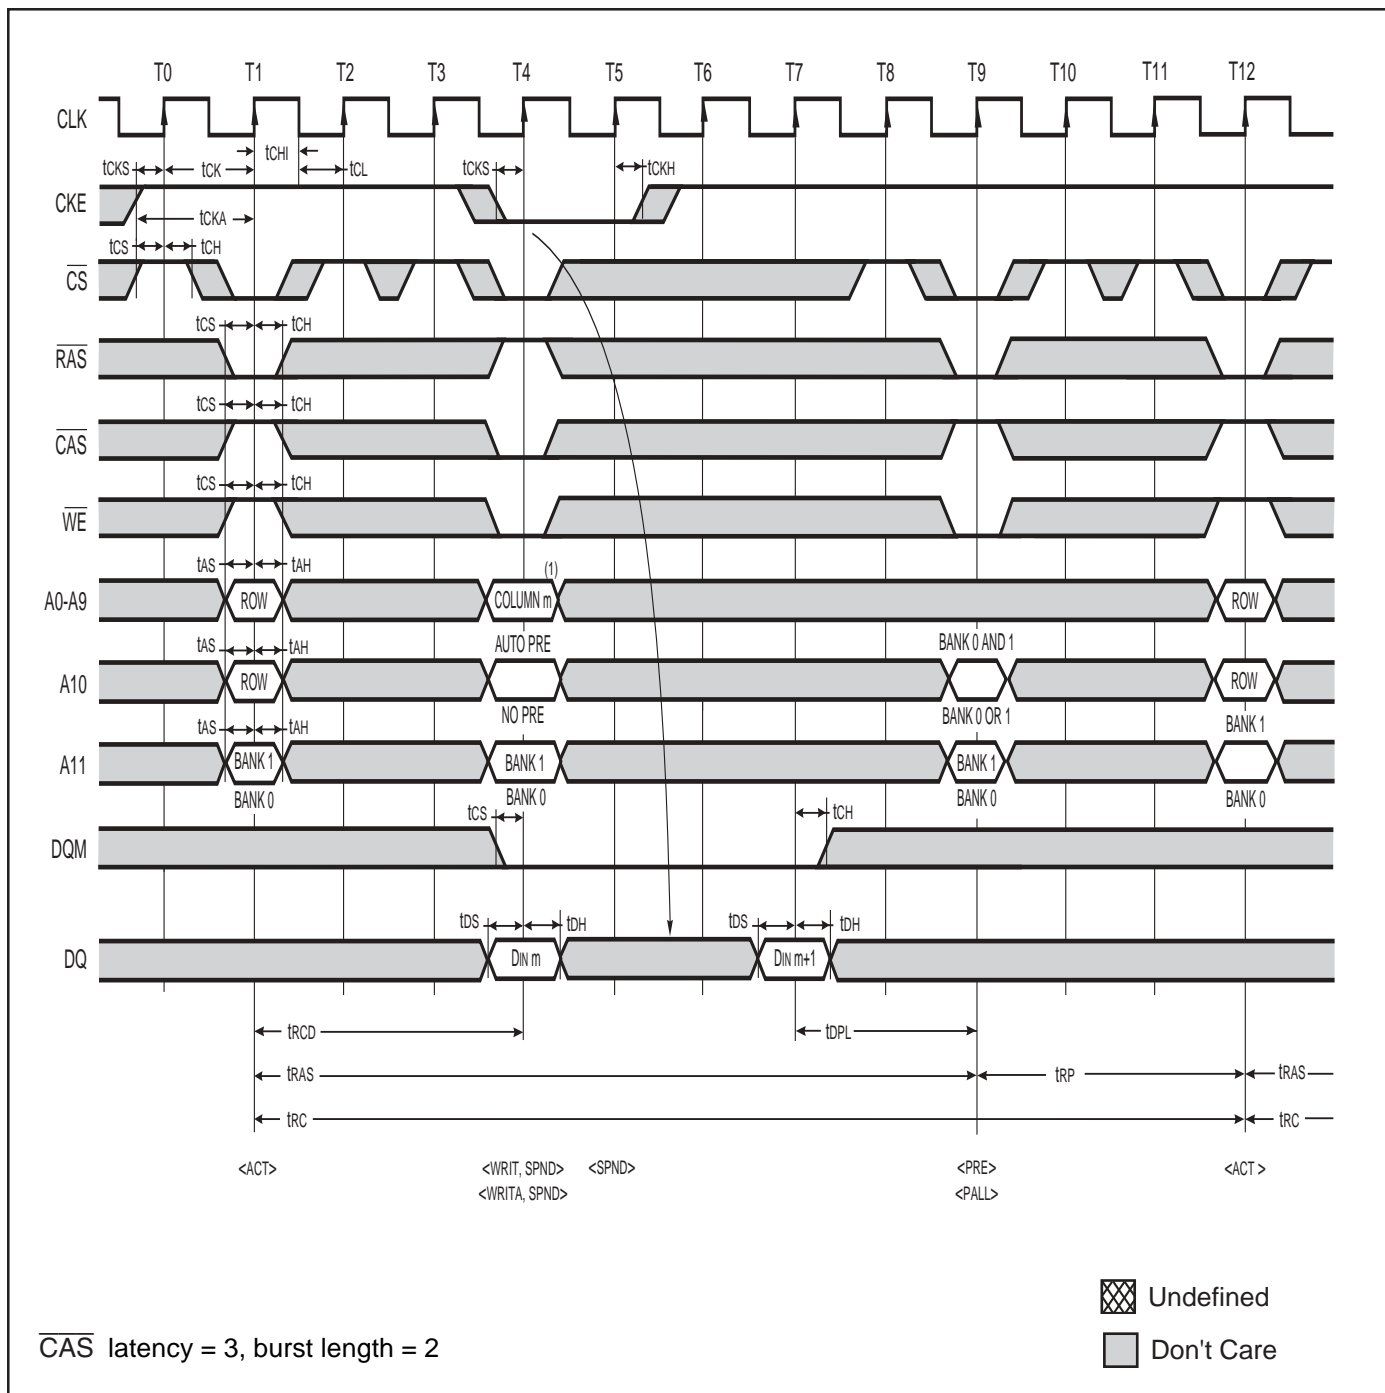 T0 T1 T2 T3 T4 T5 T6 T7 T8 T9 T10 T11 T12
CLK
tCKS tCK tCHI tCL tCKS tCKH
CKE
tCKA
tCS tCH
CS
tCS tCH
RAS
tCS tCH
CAS
tCS tCH
WE
tAS tAH (1)
A0-A9 ROW COLUMN m ROW
tAS tAH AUTO PRE BANK 0 AND 1
A10 ROW ROW
NO PRE BANK 0 OR 1 BANK 1
tAS tAH
A11 BANK 1 BANK 1 BANK 1
BANK 0 BANK 0 BANK 0 BANK 0
tCS tCH
DQM
tDS tDH tDS tDH
DQ DIN m DIN m+1
tRCD tDPL
tRAS tRP tRAS
tRC tRC
<ACT> <WRIT, SPND> <SPND> <PRE> <ACT >
<WRITA, SPND> <PALL>
Undefined
CAS latency = 3, burst length = 2
Don't Care